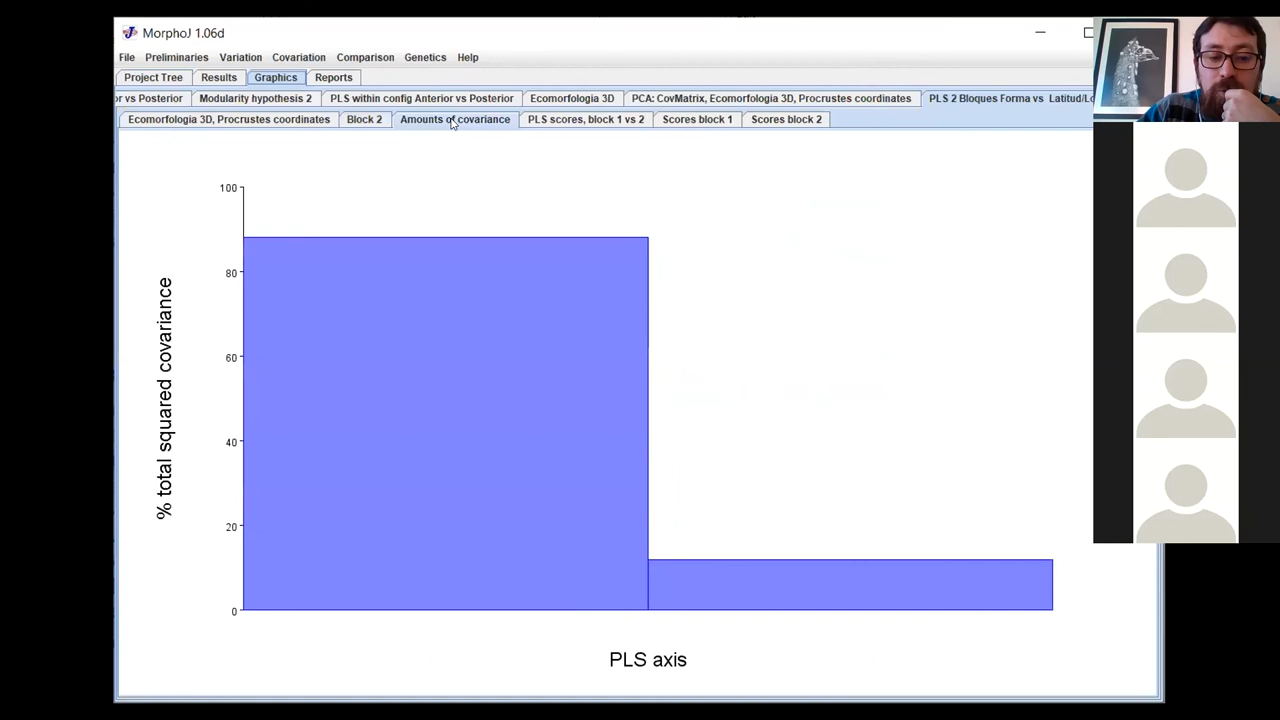 MorphoJ 1.06d
File Preliminaries Variation Covariation Comparison Genetics Help
Project Tree Results Graphics Reports
or vs Posterior Modularity hypothesis 2 PLS within config Anterior vs Posterior Ecomorfologia 3D PCA: CovMatrix, Ecomorfologia 3D, Procrustes coordinates PLS 2 Bloques Forma vs Latitud/Lo
Ecomorfologia 3D, Procrustes coordinates Block 2 Amounts of covariance PLS scores, block 1 vs 2 Scores block 1 Scores block 2
100
80
60
40
20
0
% total squared covariance
PLS axis